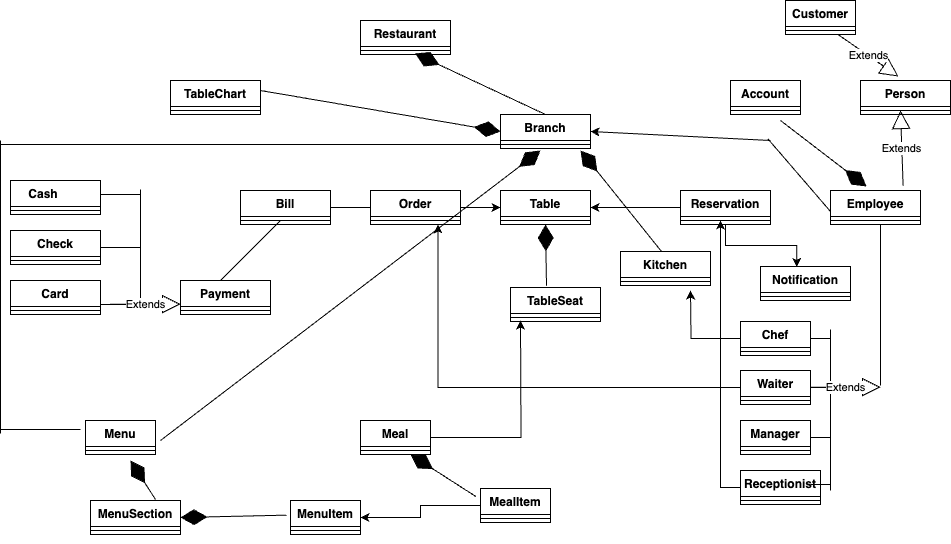 Customer
Restaurant
Extends
TableChart
Account
Person
Branch
Extends
Cash
Bill
Order
Table
Reservation
Employee
Check
Kitchen
Notification
Card
Extends
Payment
TableSeat
Chef
Waiter
Extends
Menu
Meal
Manager
Receptionist
MenuSection
MenuItem
MealItem